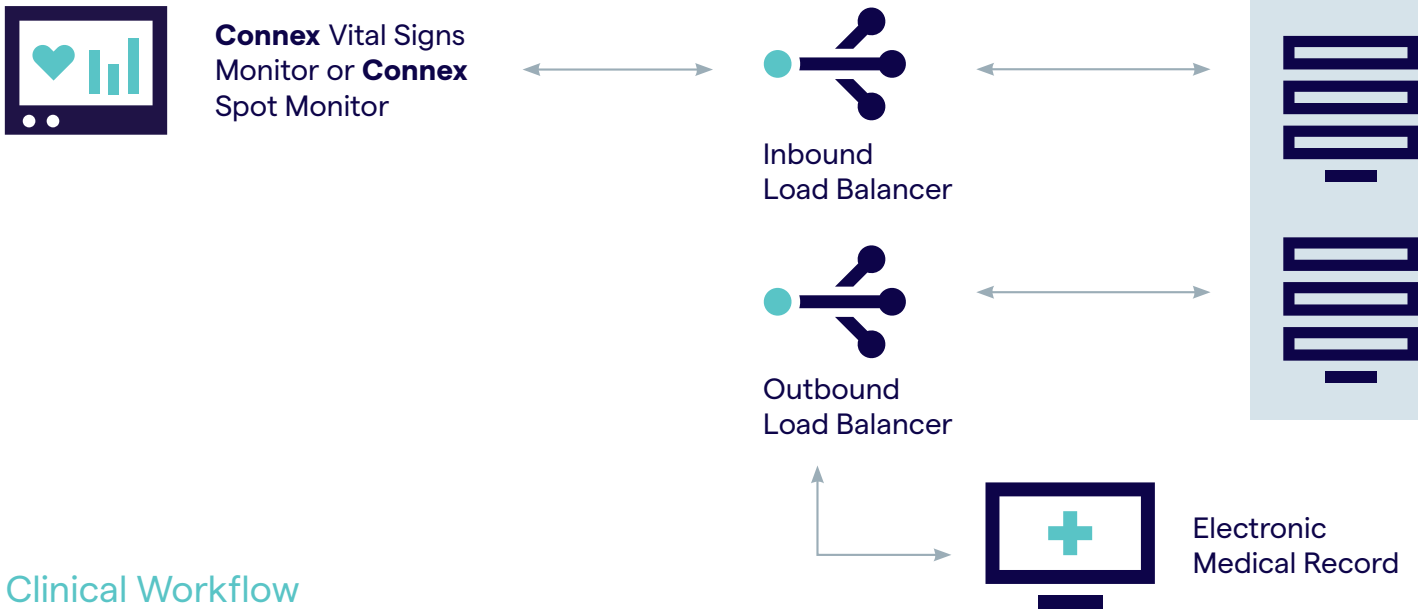 Connex Vital Signs
Monitor or Connex
Spot Monitor
Inbound
Load Balancer
Outbound
Load Balancer
Electronic
Medical Record
Clinical Workflow